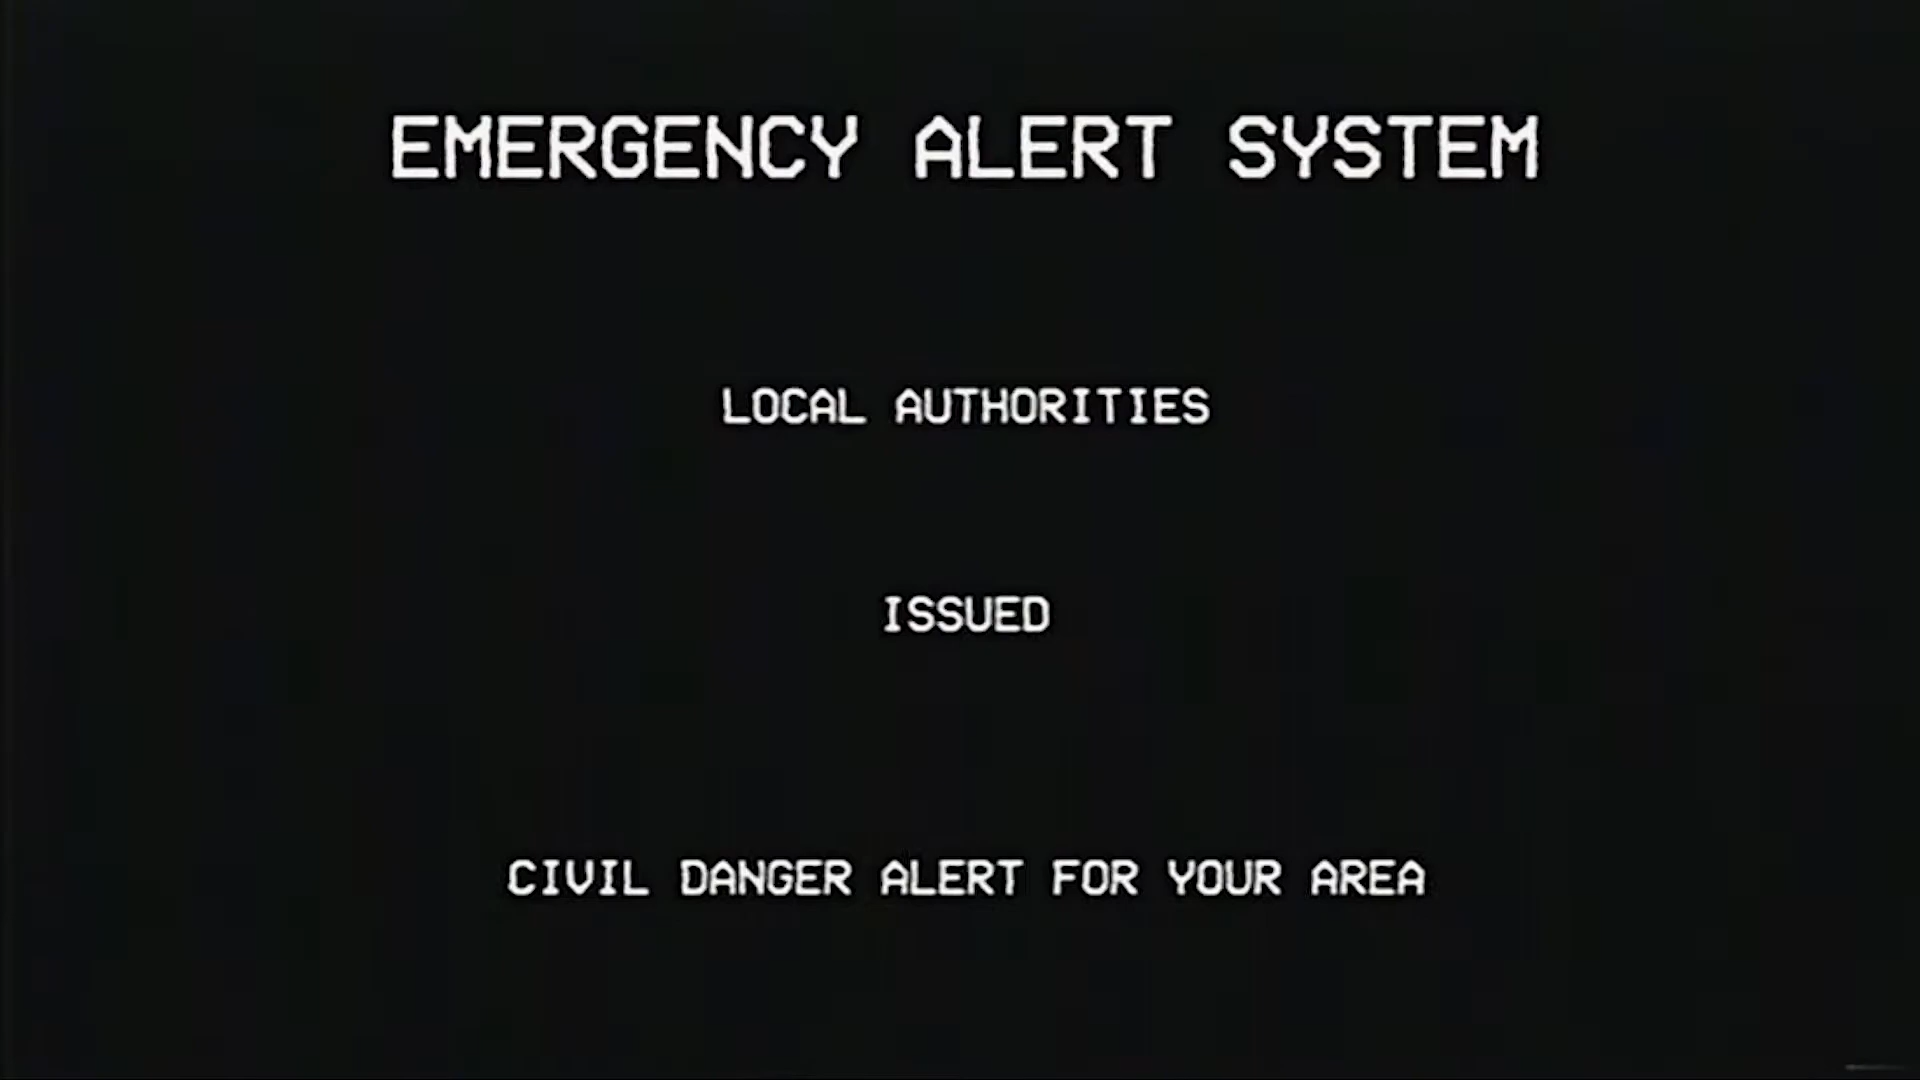 EMERGENCY ALERT SYSTEM
LOCAL AUTHORITIES
ISSUED
CIVIL DANGER ALERT FOR YOUR AREA